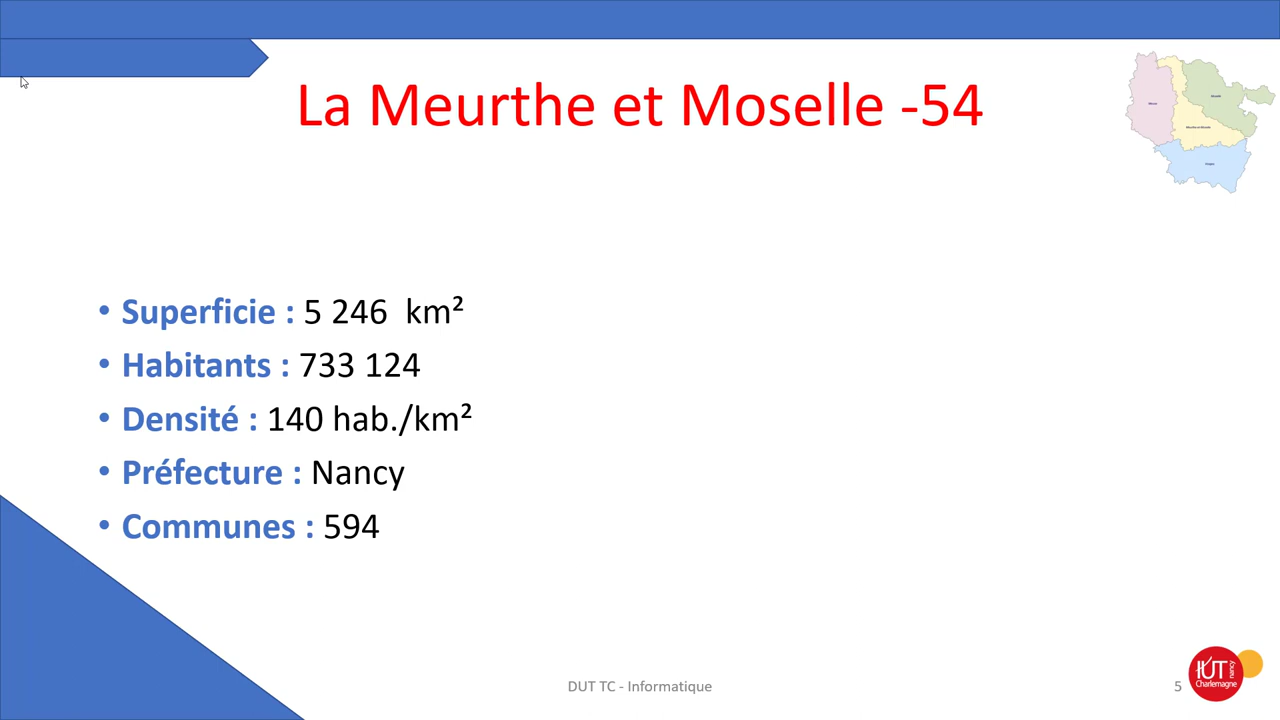 La Meurthe et Moselle -54
• Superficie : 5 246 km²
• Habitants : 733 124
• Densité : 140 hab./km²
• Préfecture : Nancy
• Communes : 594
DUT TC - Informatique
5
IUT
nancy
Charlemagne